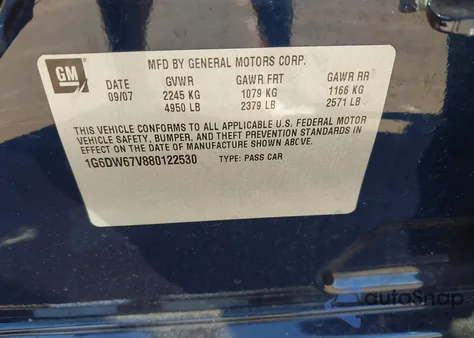 MFD BY GENERAL MOTORS CORP.
GM
DATE GVWR GAWR FRT GAWR RR
09/07 2245 KG 1079 KG 1166 KG
4950 LB 2379 LB 2571 LB
THIS VEHICLE CONFORMS TO ALL APPLICABLE U.S. FEDERAL MOTOR
VEHICLE SAFETY, BUMPER, AND THEFT PREVENTION STANDARDS IN
EFFECT ON THE DATE OF MANUFACTURE SHOWN ABOVE.
1G6DW67V880122530 TYPE: PASS CAR
autoSnap